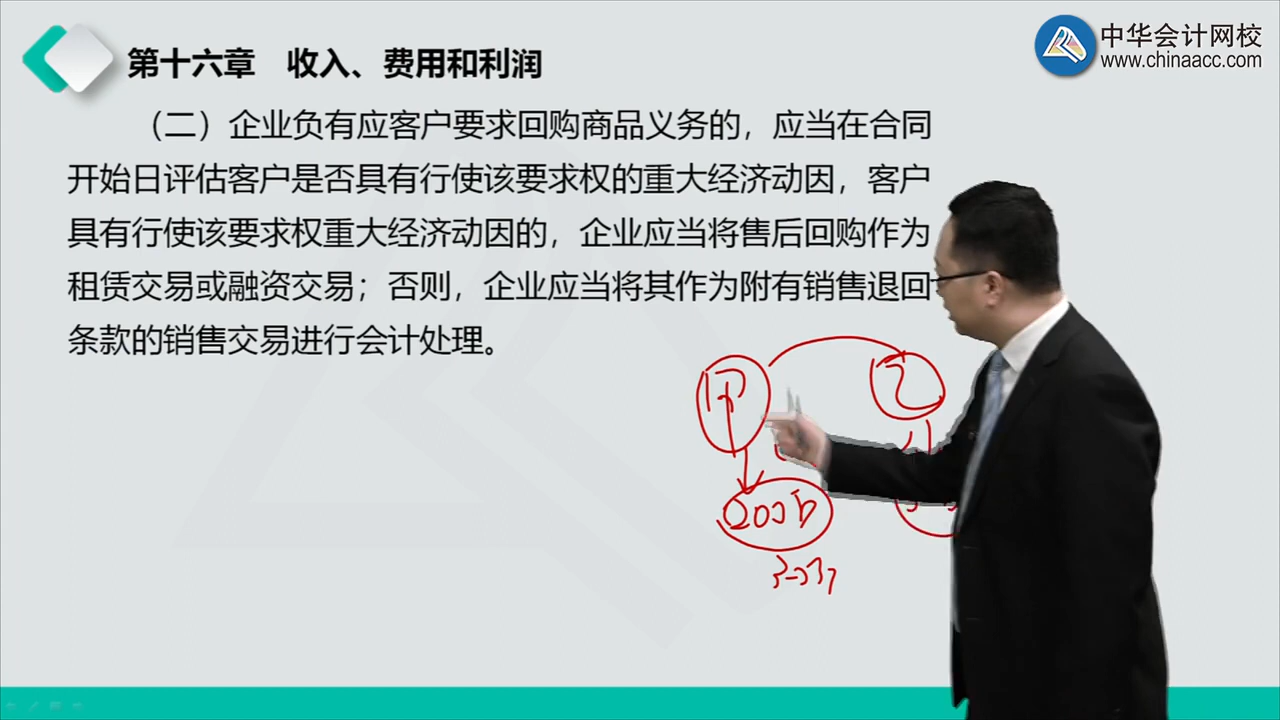 第十六章 收入、费用和利润
中华会计网校
www.chinaacc.com
(二)企业负有应客户要求回购商品义务的,应当在合同
开始日评估客户是否具有行使该要求权的重大经济动因,客户
具有行使该要求权重大经济动因的,企业应当将售后回购作为
租赁交易或融资交易;否则,企业应当将其作为附有销售退回
条款的销售交易进行会计处理。
甲
乙
200万